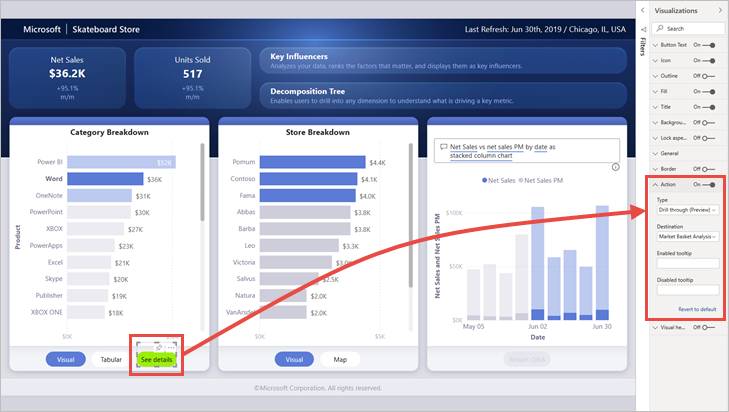 Microsoft | Skateboard Store
Last Refresh: Jun 30th, 2019 / Chicago, IL, USA
Net Sales
$36.2K
+95.1%
m/m
Units Sold
517
+95.1%
m/m
Key Influencers
Analyzes your data, ranks the factors that matter, and displays them as key influencers.
Decomposition Tree
Enables users to drill into any dimension to understand what is driving a key metric.
Category Breakdown
Product
Power BI $52K
Word $36K
OneNote $31K
PowerPoint $30K
XBOX $27K
PowerApps $23K
Excel $21K
Skype $20K
Publisher $19K
XBOX ONE $18K
$0K
Visual
Tabular
See details
Store Breakdown
Pomum $4.4K
Contoso $4.1K
Fama $4.0K
Abbas $3.8K
Barba $3.8K
Leo $3.3K
Victoria $3.0K
Salvus $2.5K
Natura $2.0K
VanArsdel
$0K $5K
Visual
Map
Net Sales vs net sales PM by date as
stacked column chart
Net Sales Net Sales PM
Net Sales and Net Sales PM
$100K
$50K
$0K
May 05 Jun 02 Jun 30
Date
©Microsoft Corporation. All rights reserved.
Filters
Visualizations
Search
Button Text On
Icon On
Outline Off
Fill On
Title On
Backgrou... Off
Lock aspe... Off
General
Border Off
Action On
Type
Drill through (Preview)
Destination
Market Basket Analysis
Enabled tooltip
Disabled tooltip
Revert to default
Visual he... Off